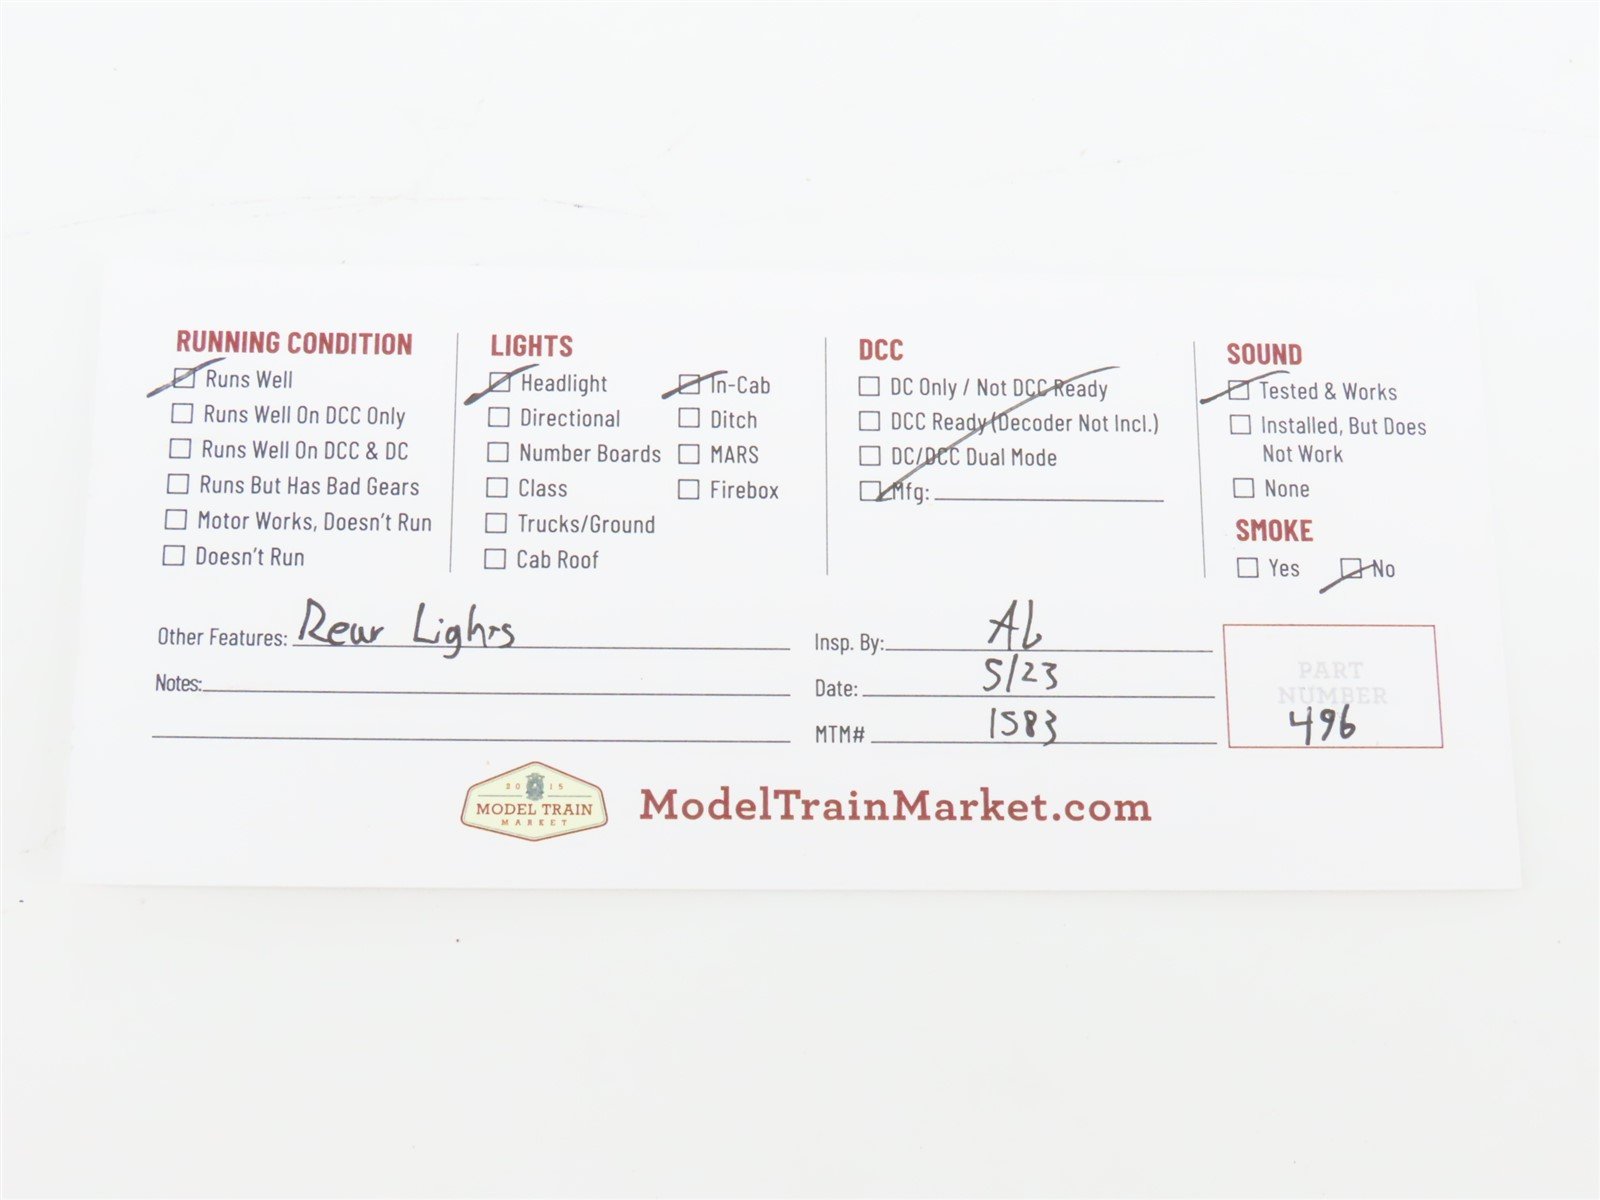 RUNNING CONDITION
Runs Well
Runs Well On DCC Only
Runs Well On DCC & DC
Runs But Has Bad Gears
Motor Works, Doesn't Run
Doesn't Run
LIGHTS
Headlight
Directional
Number Boards
Class
Trucks/Ground
Cab Roof
In-Cab
Ditch
MARS
Firebox
DCC
DC Only / Not DCC Ready
DCC Ready (Decoder Not Incl.)
DC/DCC Dual Mode
Mfg:
SOUND
Tested & Works
Installed, But Does
Not Work
None
SMOKE
Yes No
Other Features: Rear Lights
Notes:
Insp. By: AL
Date: 5/23
MTM# 1583
PART
NUMBER
496
2015
MODEL TRAIN
MARKET
ModelTrainMarket.com